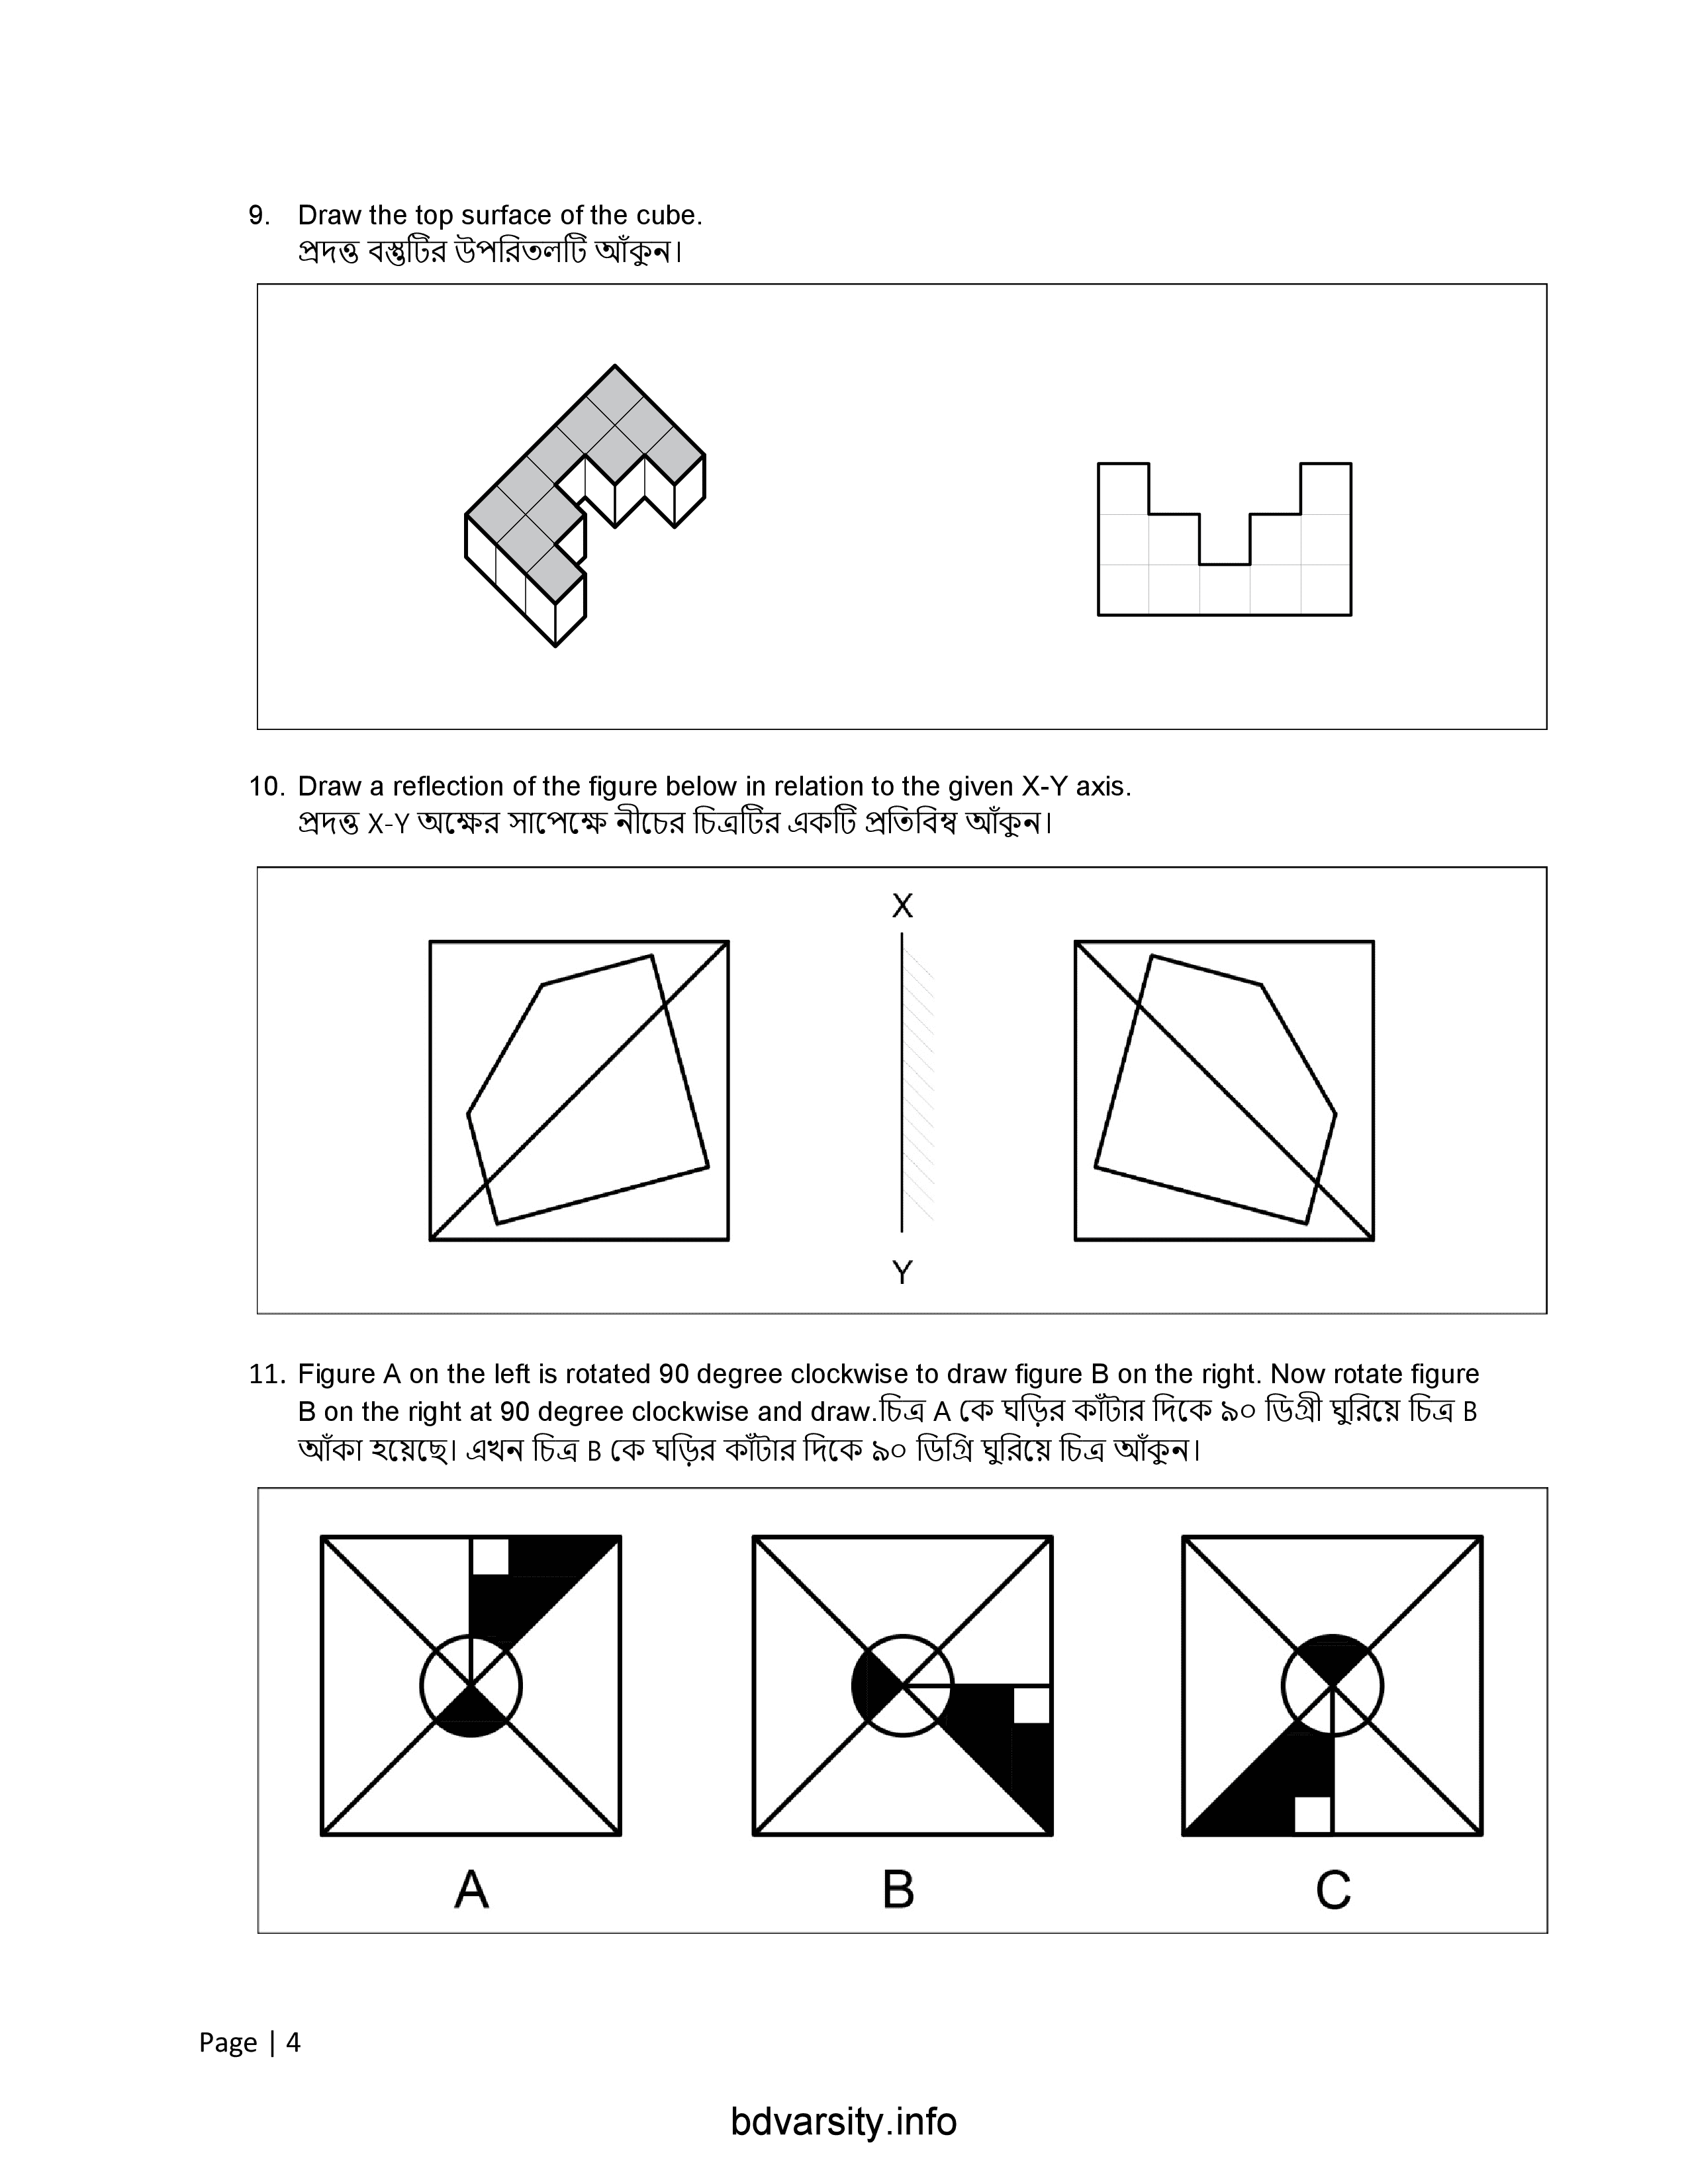 9. Draw the top surface of the cube.
প্রদত্ত বস্তুটির উপরিতলটি আঁকুন।
10. Draw a reflection of the figure below in relation to the given X-Y axis.
প্রদত্ত X-Y অক্ষের সাপেক্ষে নীচের চিত্রটির একটি প্রতিবিম্ব আঁকুন।
X
Y
11. Figure A on the left is rotated 90 degree clockwise to draw figure B on the right. Now rotate figure
B on the right at 90 degree clockwise and draw.চিত্র A কে ঘড়ির কাঁটার দিকে ৯০ ডিগ্রী ঘুরিয়ে চিত্র B
আঁকা হয়েছে। এখন চিত্র B কে ঘড়ির কাঁটার দিকে ৯০ ডিগ্রি ঘুরিয়ে চিত্র আঁকুন।
A B C
Page | 4
bdvarsity.info